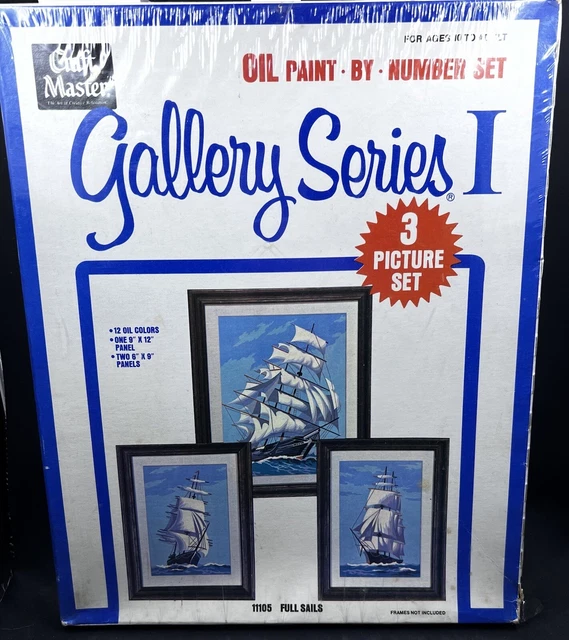 FOR AGES 10 TO ADULT
Craft
Master
OIL PAINT · BY · NUMBER SET
Gallery Series I
®
3
PICTURE
SET
• 12 OIL COLORS
• ONE 9" X 12"
PANEL
• TWO 6" X 9"
PANELS
11105 FULL SAILS
FRAMES NOT INCLUDED